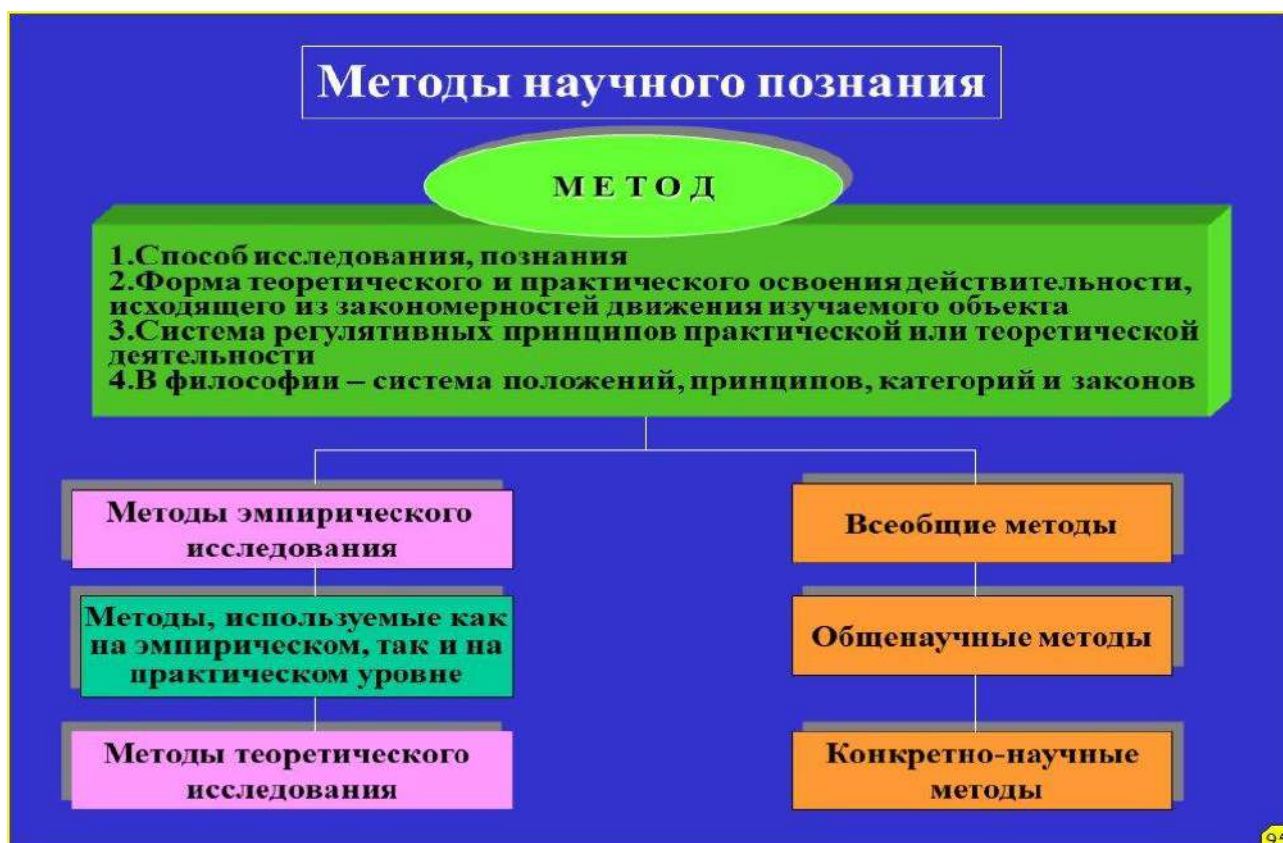 Методы научного познания
МЕТОД
1.Способ исследования, познания
2.Форма теоретического и практического освоения действительности,
исходящего из закономерностей движения изучаемого объекта
3.Система регулятивных принципов практической или теоретической
деятельности
4.В философии – система положений, принципов, категорий и законов
Методы эмпирического
исследования
Методы, используемые как
на эмпирическом, так и на
практическом уровне
Методы теоретического
исследования
Всеобщие методы
Общенаучные методы
Конкретно-научные
методы